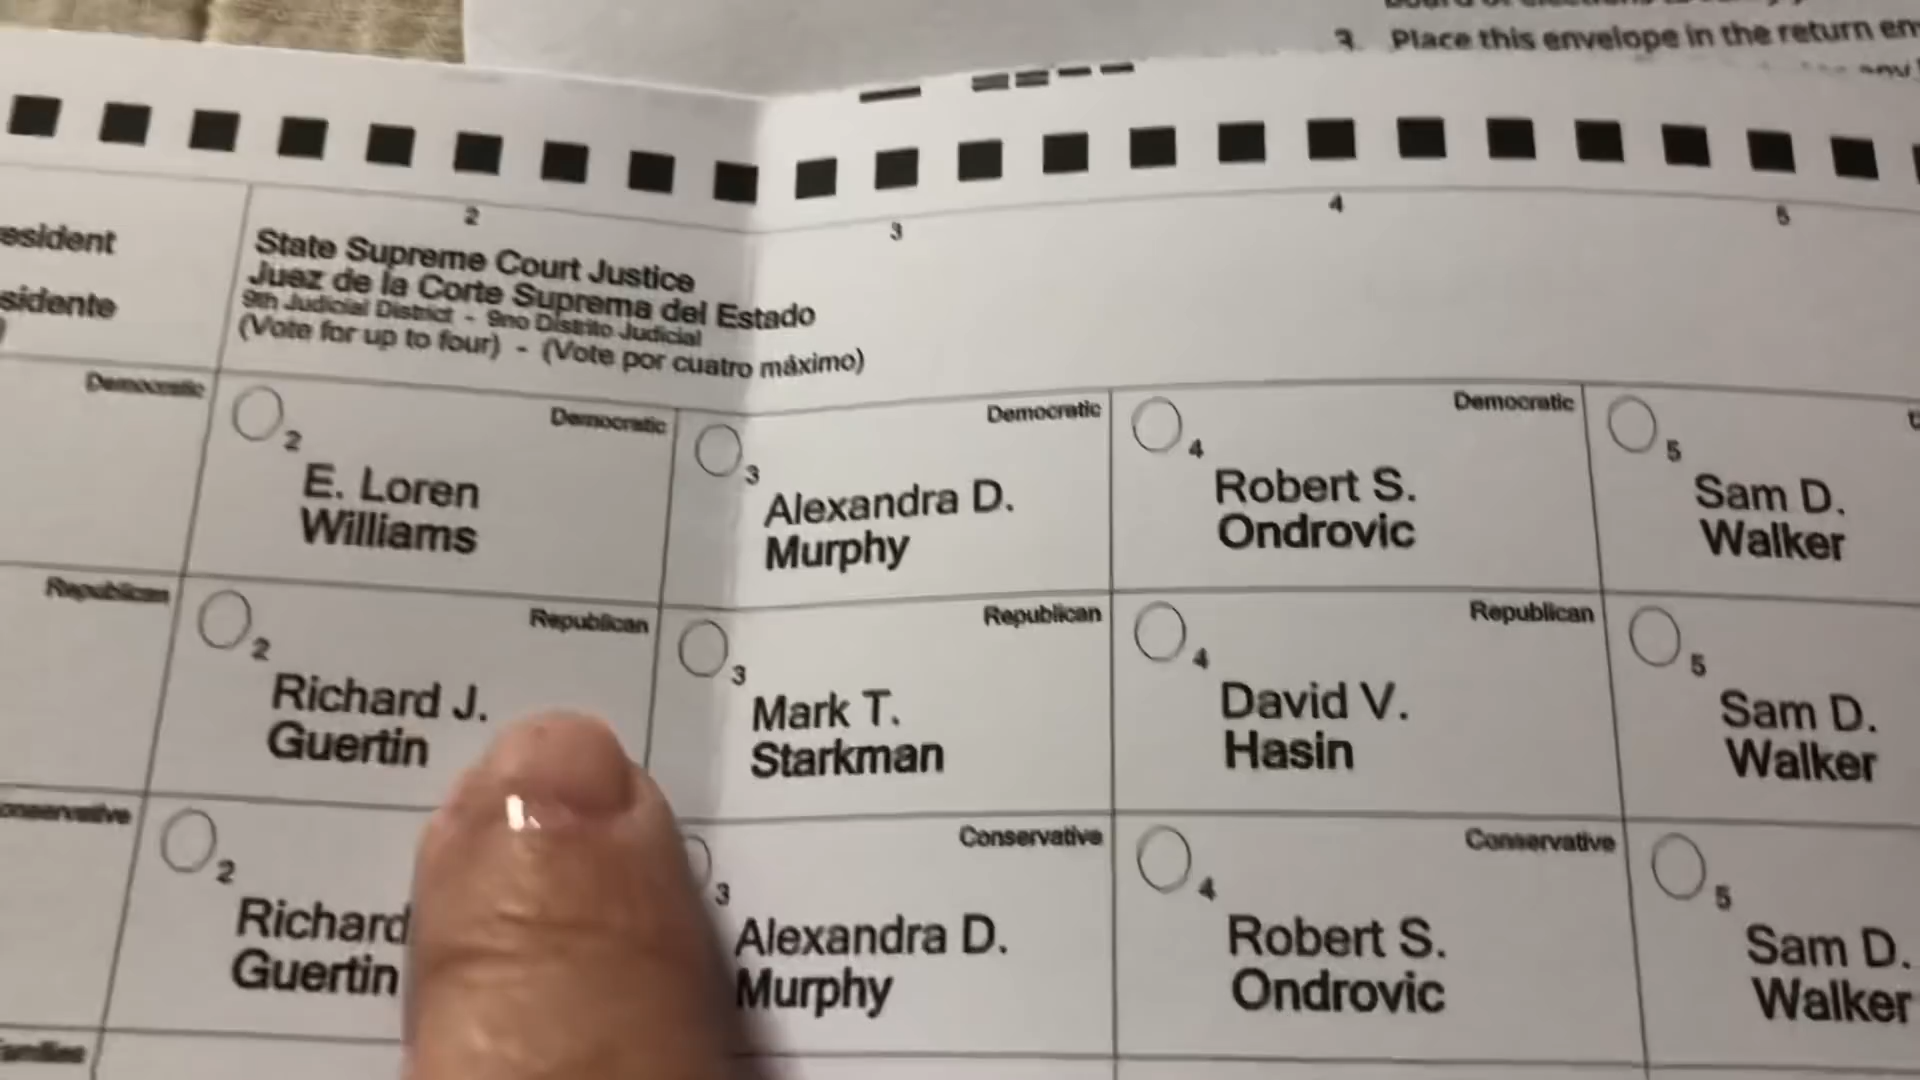 3. Place this envelope in the return
2
3
4
5
State Supreme Court Justice
Juez de la Corte Suprema del Estado
9th Judicial District - 9no Distrito Judicial
(Vote for up to four) - (Vote por cuatro máximo)
Democratic
2
Democratic
E. Loren
Williams
3
Democratic
Alexandra D.
Murphy
4
Democratic
Robert S.
Ondrovic
5
Sam D.
Walker
Republican
2
Republican
Richard J.
Guertin
3
Republican
Mark T.
Starkman
4
Republican
David V.
Hasin
5
Sam D.
Walker
2
Richard
Guertin
3
Conservative
Alexandra D.
Murphy
4
Conservative
Robert S.
Ondrovic
5
Sam D.
Walker